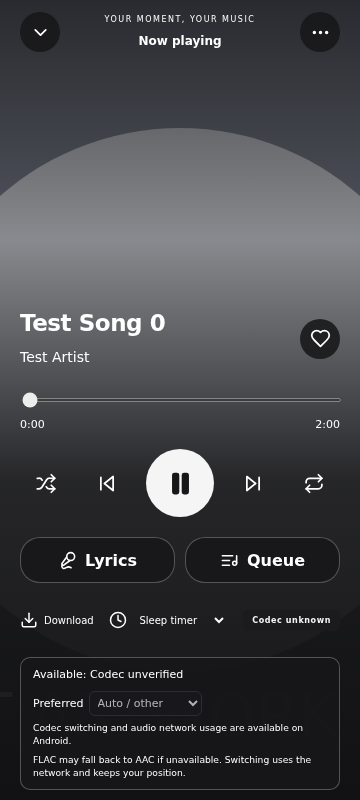 YOUR MOMENT, YOUR MUSIC
Now playing
Test Song 0
Test Artist
0:00 2:00
Lyrics Queue
Download Sleep timer Codec unknown
Available: Codec unverified
Preferred Auto / other
Codec switching and audio network usage are available on
Android.
FLAC may fall back to AAC if unavailable. Switching uses the
network and keeps your position.